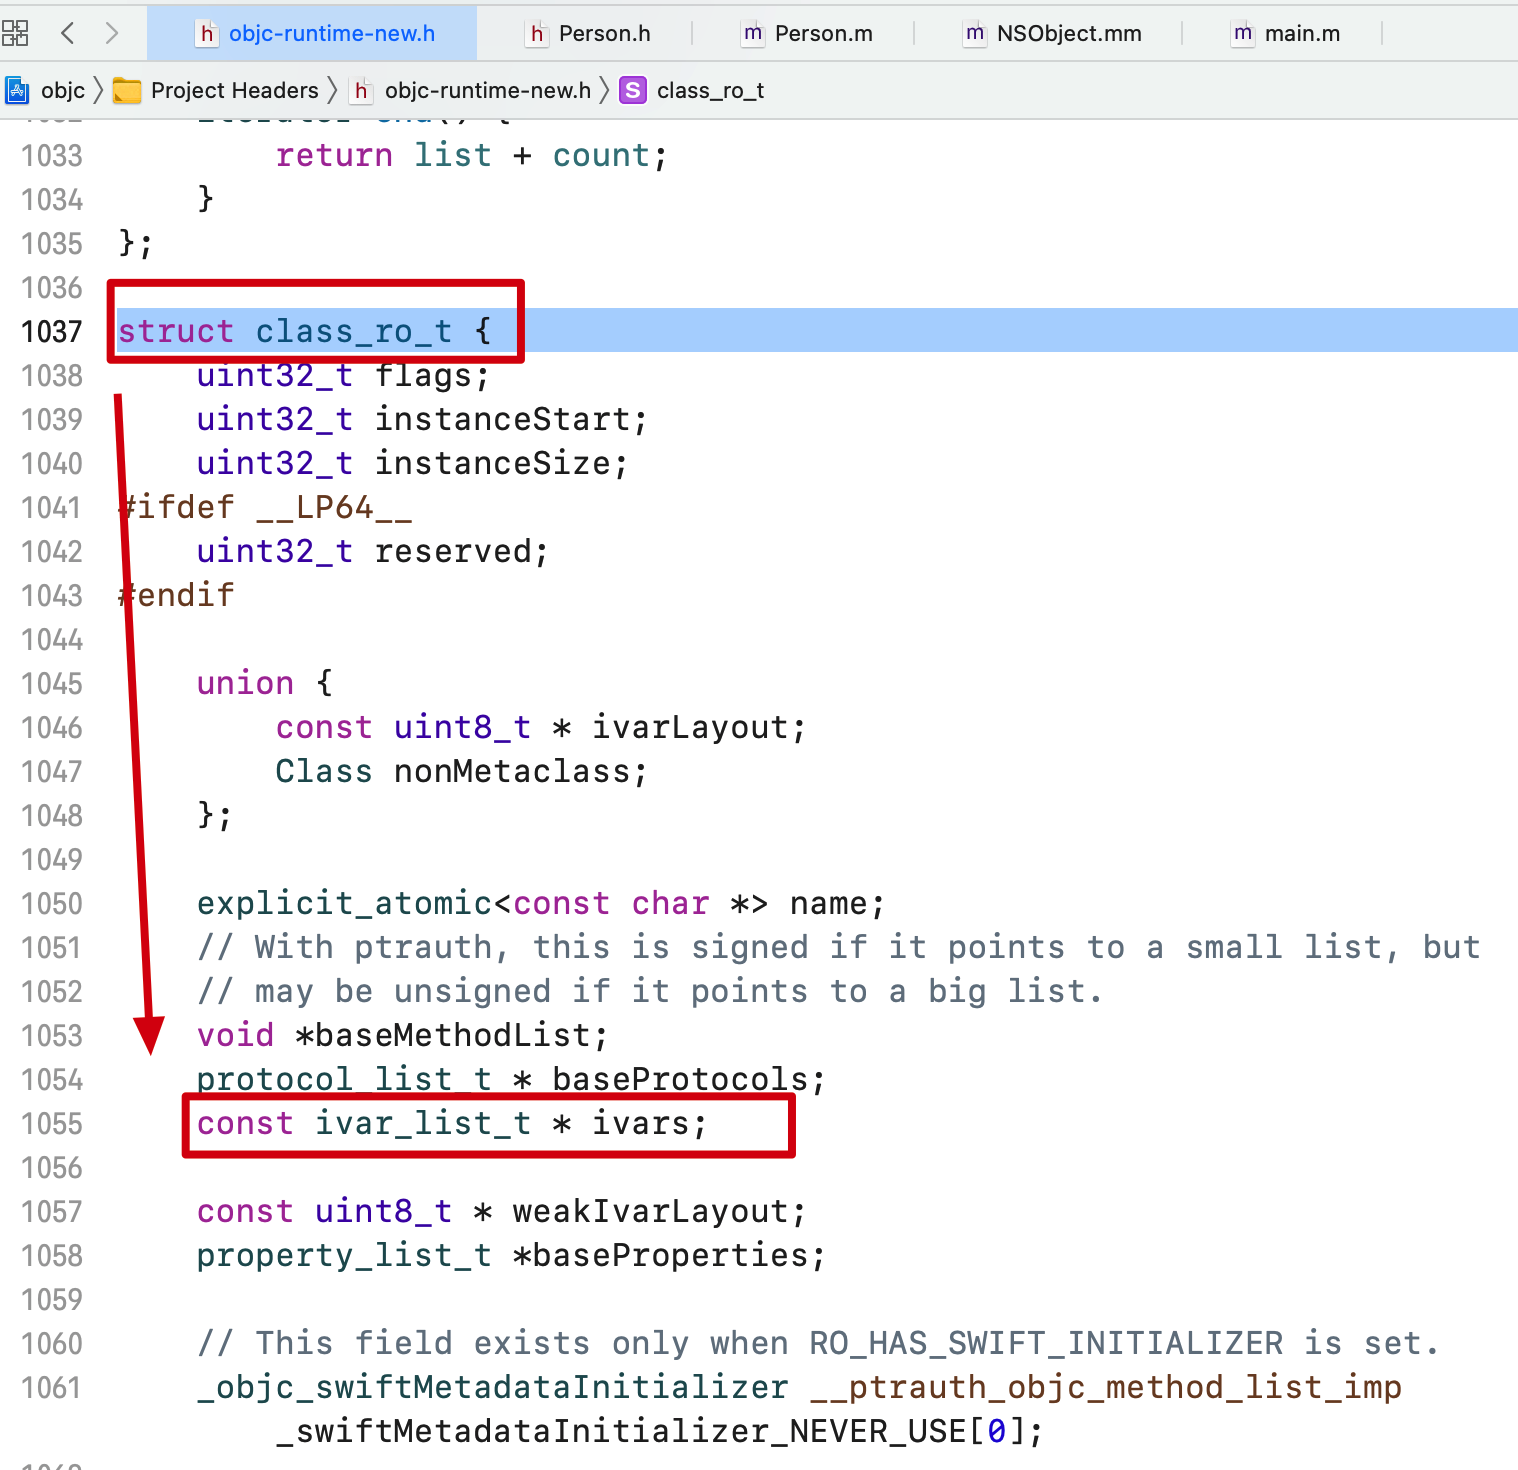 objc-runtime-new.h Person.h Person.m NSObject.mm main.m
objc Project Headers objc-runtime-new.h class_ro_t
1033 return list + count;
1034 }
1035 };
1036
1037 struct class_ro_t {
1038 uint32_t flags;
1039 uint32_t instanceStart;
1040 uint32_t instanceSize;
1041 #ifdef __LP64__
1042 uint32_t reserved;
1043 #endif
1044
1045 union {
1046 const uint8_t * ivarLayout;
1047 Class nonMetaclass;
1048 };
1049
1050 explicit_atomic<const char *> name;
1051 // With ptrauth, this is signed if it points to a small list, but
1052 // may be unsigned if it points to a big list.
1053 void *baseMethodList;
1054 protocol_list_t * baseProtocols;
1055 const ivar_list_t * ivars;
1056
1057 const uint8_t * weakIvarLayout;
1058 property_list_t *baseProperties;
1059
1060 // This field exists only when RO_HAS_SWIFT_INITIALIZER is set.
1061 _objc_swiftMetadataInitializer __ptrauth_objc_method_list_imp
_swiftMetadataInitializer_NEVER_USE[0];